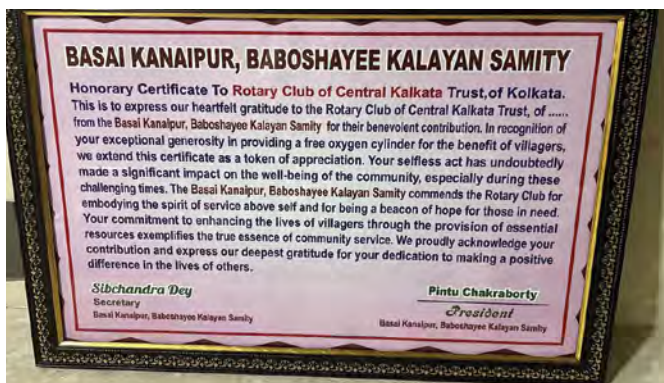 BASAI KANAIPUR, BABOSHAYEE KALAYAN SAMITY
Honorary Certificate To Rotary Club of Central Kalkata Trust,of Kolkata.
This is to express our heartfelt gratitude to the Rotary Club of Central Kalkata Trust, of ......
from the Basai Kanaipur, Baboshayee Kalayan Samity for their benevolent contribution. In recognition of
your exceptional generosity in providing a free oxygen cylinder for the benefit of villagers,
we extend this certificate as a token of appreciation. Your selfless act has undoubtedly
made a significant impact on the well-being of the community, especially during these
challenging times. The Basai Kanaipur, Baboshayee Kalayan Samity commends the Rotary Club for
embodying the spirit of service above self and for being a beacon of hope for those in need.
Your commitment to enhancing the lives of villagers through the provision of essential
resources exemplifies the true essence of community service. We proudly acknowledge your
contribution and express our deepest gratitude for your dedication to making a positive
difference in the lives of others.
Sibchandra Dey
Secretary
Basai Kanaipur, Baboshayee Kalayan Samity
Pintu Chakraborty
President
Basai Kanaipur, Baboshayee Kalayan Samity